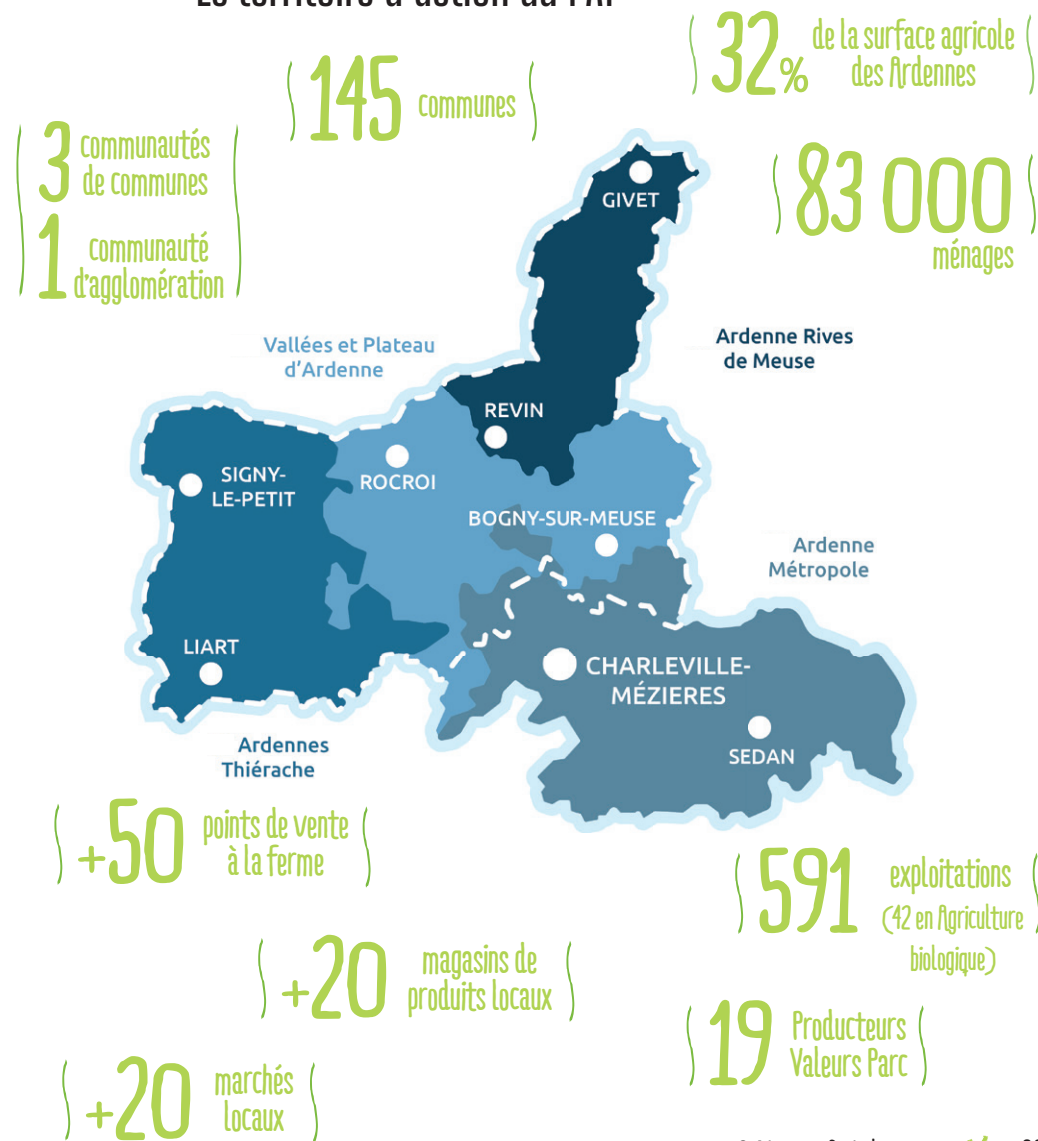 145 communes
32% de la surface agricole
des Ardennes
3 communautés
de communes
1 communauté
d'agglomération
83 000
ménages
GIVET
Vallées et Plateau
d'Ardenne
Ardenne Rives
de Meuse
REVIN
ROCROI
SIGNY-
LE-PETIT
BOGNY-SUR-MEUSE
Ardenne
Métropole
LIART
CHARLEVILLE-
MÉZIERES
SEDAN
Ardennes
Thiérache
+50 points de vente
à la ferme
591 exploitations
(42 en Agriculture
biologique)
+20 magasins de
produits locaux
19 Producteurs
Valeurs Parc
+20 marchés
locaux